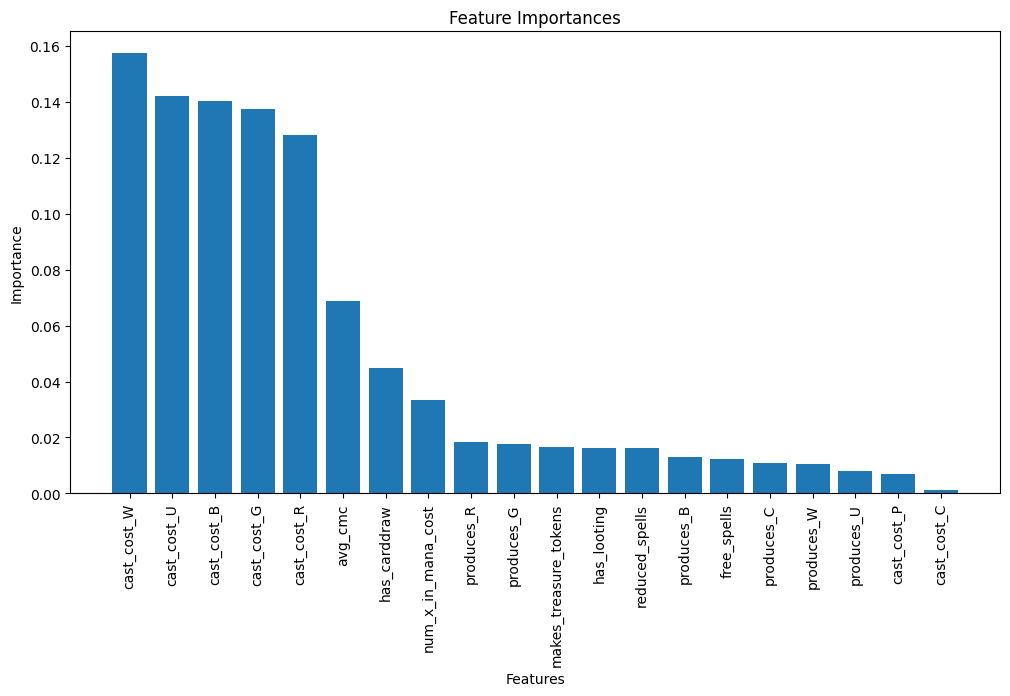 Feature Importances
0.16
0.14
0.12
0.10
0.08
0.06
0.04
0.02
0.00
Importance
cast_cost_W
cast_cost_U
cast_cost_B
cast_cost_G
cast_cost_R
avg_cmc
has_carddraw
num_x_in_mana_cost
produces_R
produces_G
makes_treasure_tokens
has_looting
reduced_spells
produces_B
free_spells
produces_C
produces_W
produces_U
cast_cost_P
cast_cost_C
Features